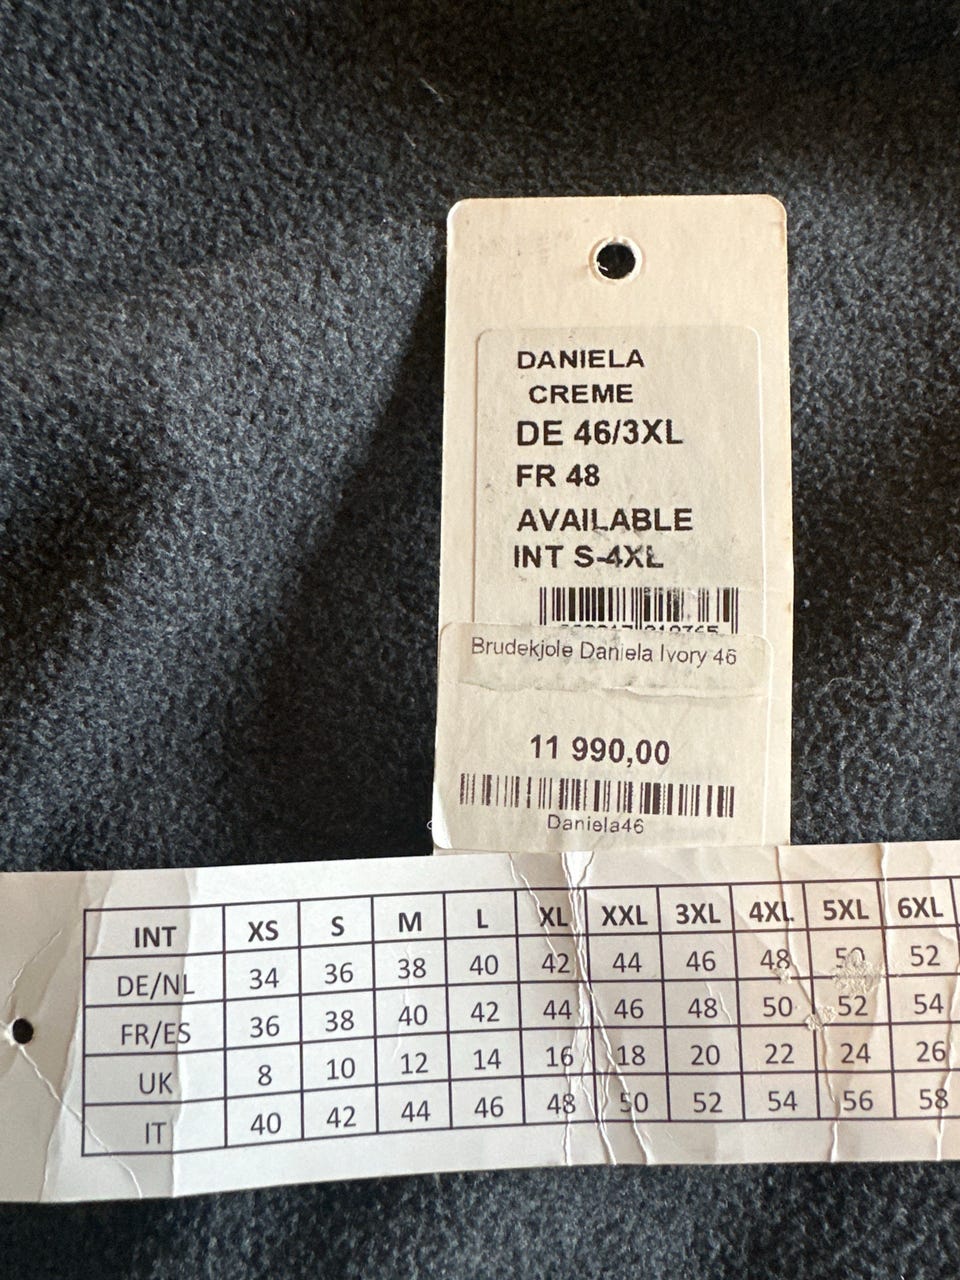 DANIELA
CREME
DE 46/3XL
FR 48
AVAILABLE
INT S-4XL
Brudekjole Daniela Ivory 46
11 990,00
Daniela46
INT XS S M L XL XXL 3XL 4XL 5XL 6XL
DE/NL 34 36 38 40 42 44 46 48 50 52
FR/ES 36 38 40 42 44 46 48 50 52 54
UK 8 10 12 14 16 18 20 22 24 26
IT 40 42 44 46 48 50 52 54 56 58